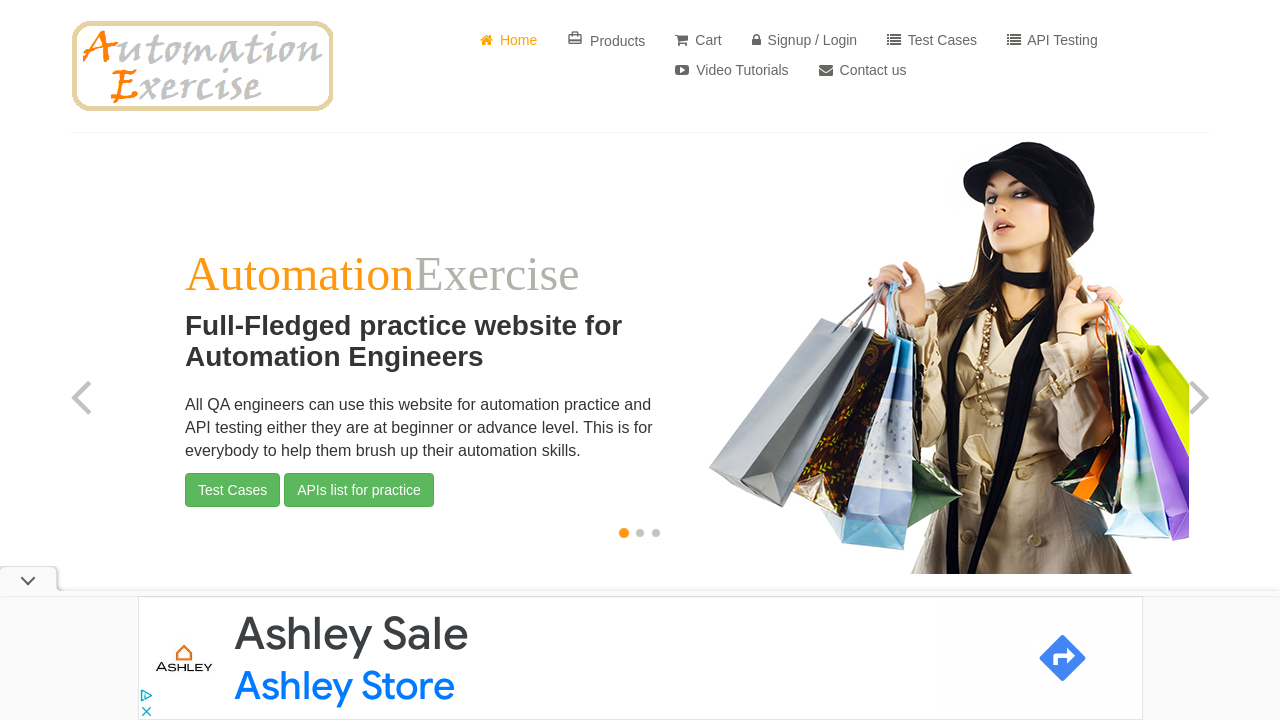 Automation
Exercise
Home
Products
Cart
Signup / Login
Test Cases
API Testing
Video Tutorials
Contact us
AutomationExercise
Full-Fledged practice website for
Automation Engineers
All QA engineers can use this website for automation practice and
API testing either they are at beginner or advance level. This is for
everybody to help them brush up their automation skills.
Test Cases
APIs list for practice
ASHLEY
Ashley Sale
Ashley Store